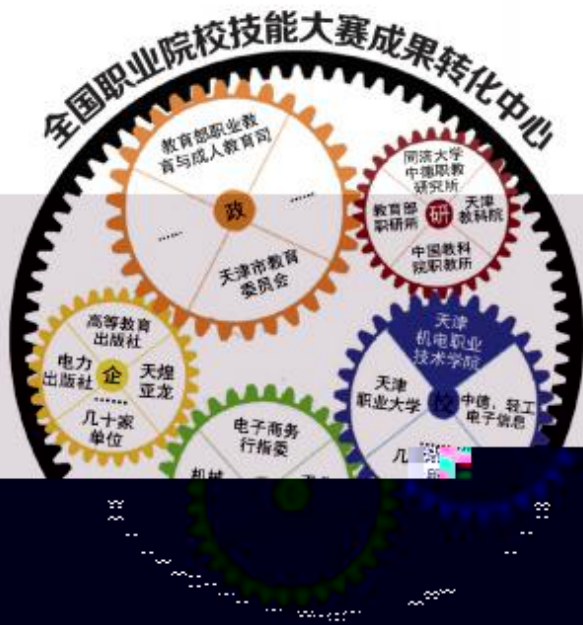 全国职业院校技能大赛成果转化中心
教育部职业教
育与成人教育司
……
政
……
天津市教育
委员会
同济大学
中德职教
研究所
教育部
职研所
研
天津
教科院
中国教科
院职教所
高等教育
出版社
电力
出版社
企
天煌
亚龙
……
几十家
单位
天津
机电职业
技术学院
天津
职业大学
校
中德，轻工
电子信息
……
几
电子商务
行指委
机械